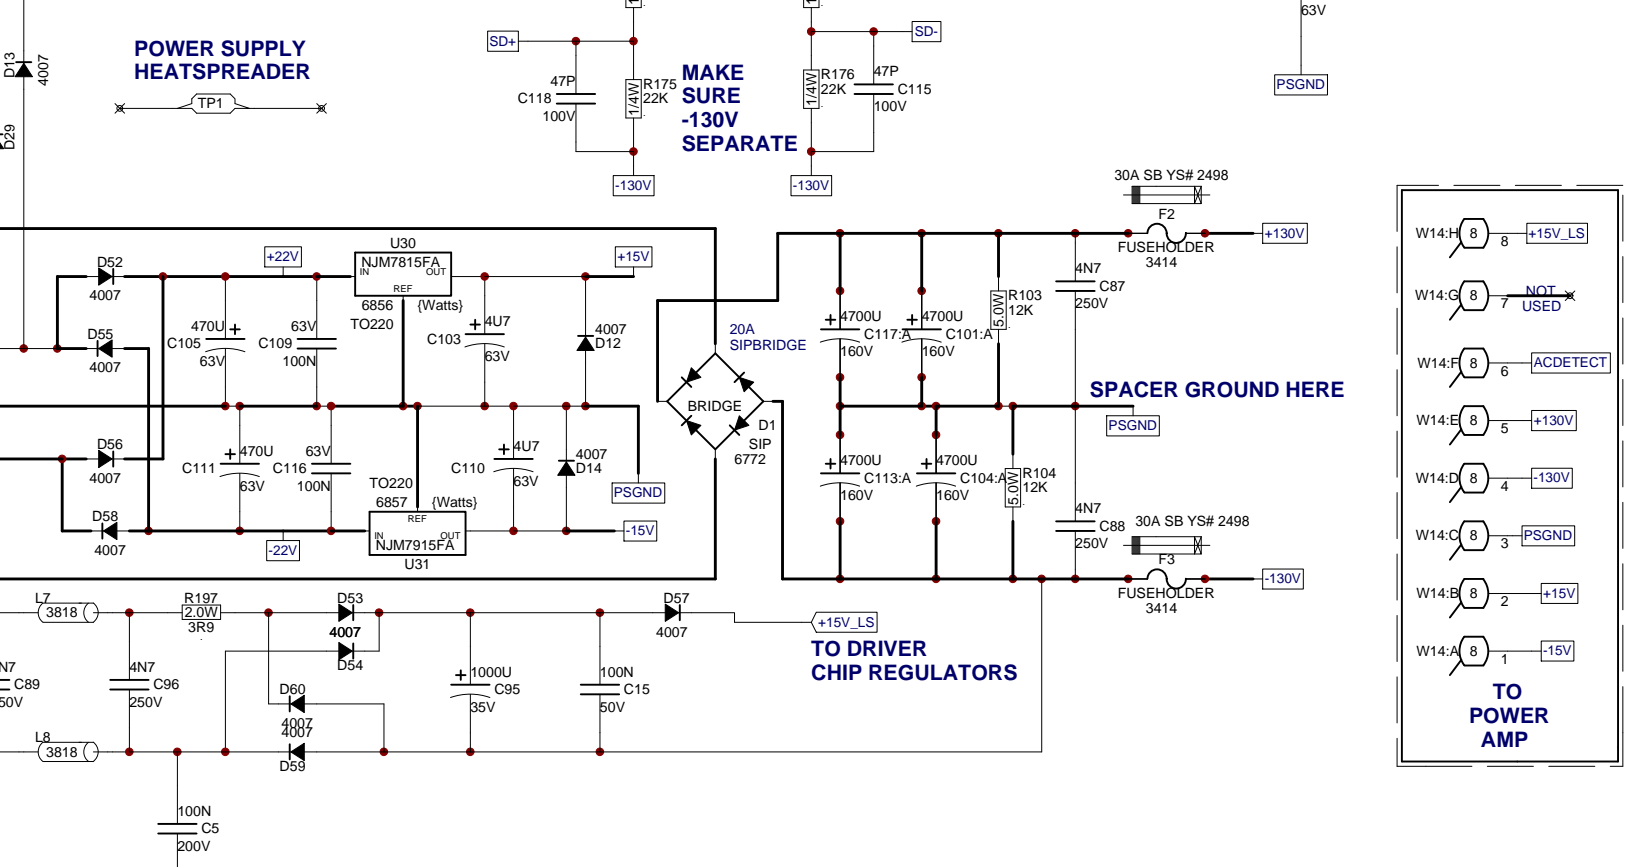 63V
D13
4007
POWER SUPPLY
HEATSPREADER
TP1
D29
SD+
47P
C118
100V
1/4W
R175
22K
MAKE
SURE
-130V
SEPARATE
-130V
SD-
1/4W
R176
22K
47P
C115
100V
-130V
PSGND
30A SB YS# 2498
F2
FUSEHOLDER
3414
+130V
D52
4007
D55
4007
D56
4007
D58
4007
+22V
470U
C105
63V
63V
C109
100N
U30
NJM7815FA
IN
OUT
REF
6856
{Watts}
TO220
4U7
C103
63V
+15V
4007
D12
470U
C111
63V
63V
C116
100N
-22V
TO220
6857
{Watts}
REF
IN
OUT
NJM7915FA
U31
4U7
C110
63V
4007
D14
PSGND
-15V
20A
SIPBRIDGE
BRIDGE
D1
SIP
6772
4700U
C117:A
160V
4700U
C101:A
160V
5.0W
R103
12K
4N7
C87
250V
SPACER GROUND HERE
PSGND
4700U
C113:A
160V
4700U
C104:A
160V
5.0W
R104
12K
4N7
C88
250V
30A SB YS# 2498
F3
FUSEHOLDER
3414
-130V
L7
3818
R197
2.0W
3R9
D53
4007
D54
D57
4007
+15V_LS
TO DRIVER
CHIP REGULATORS
N7
C89
50V
4N7
C96
250V
D60
4007
4007
D59
1000U
C95
35V
100N
C15
50V
L8
3818
100N
C5
200V
W14:H 8 8 +15V_LS
W14:G 8 7 NOT
USED
W14:F 8 6 ACDETECT
W14:E 8 5 +130V
W14:D 8 4 -130V
W14:C 8 3 PSGND
W14:B 8 2 +15V
W14:A 8 1 -15V
TO
POWER
AMP